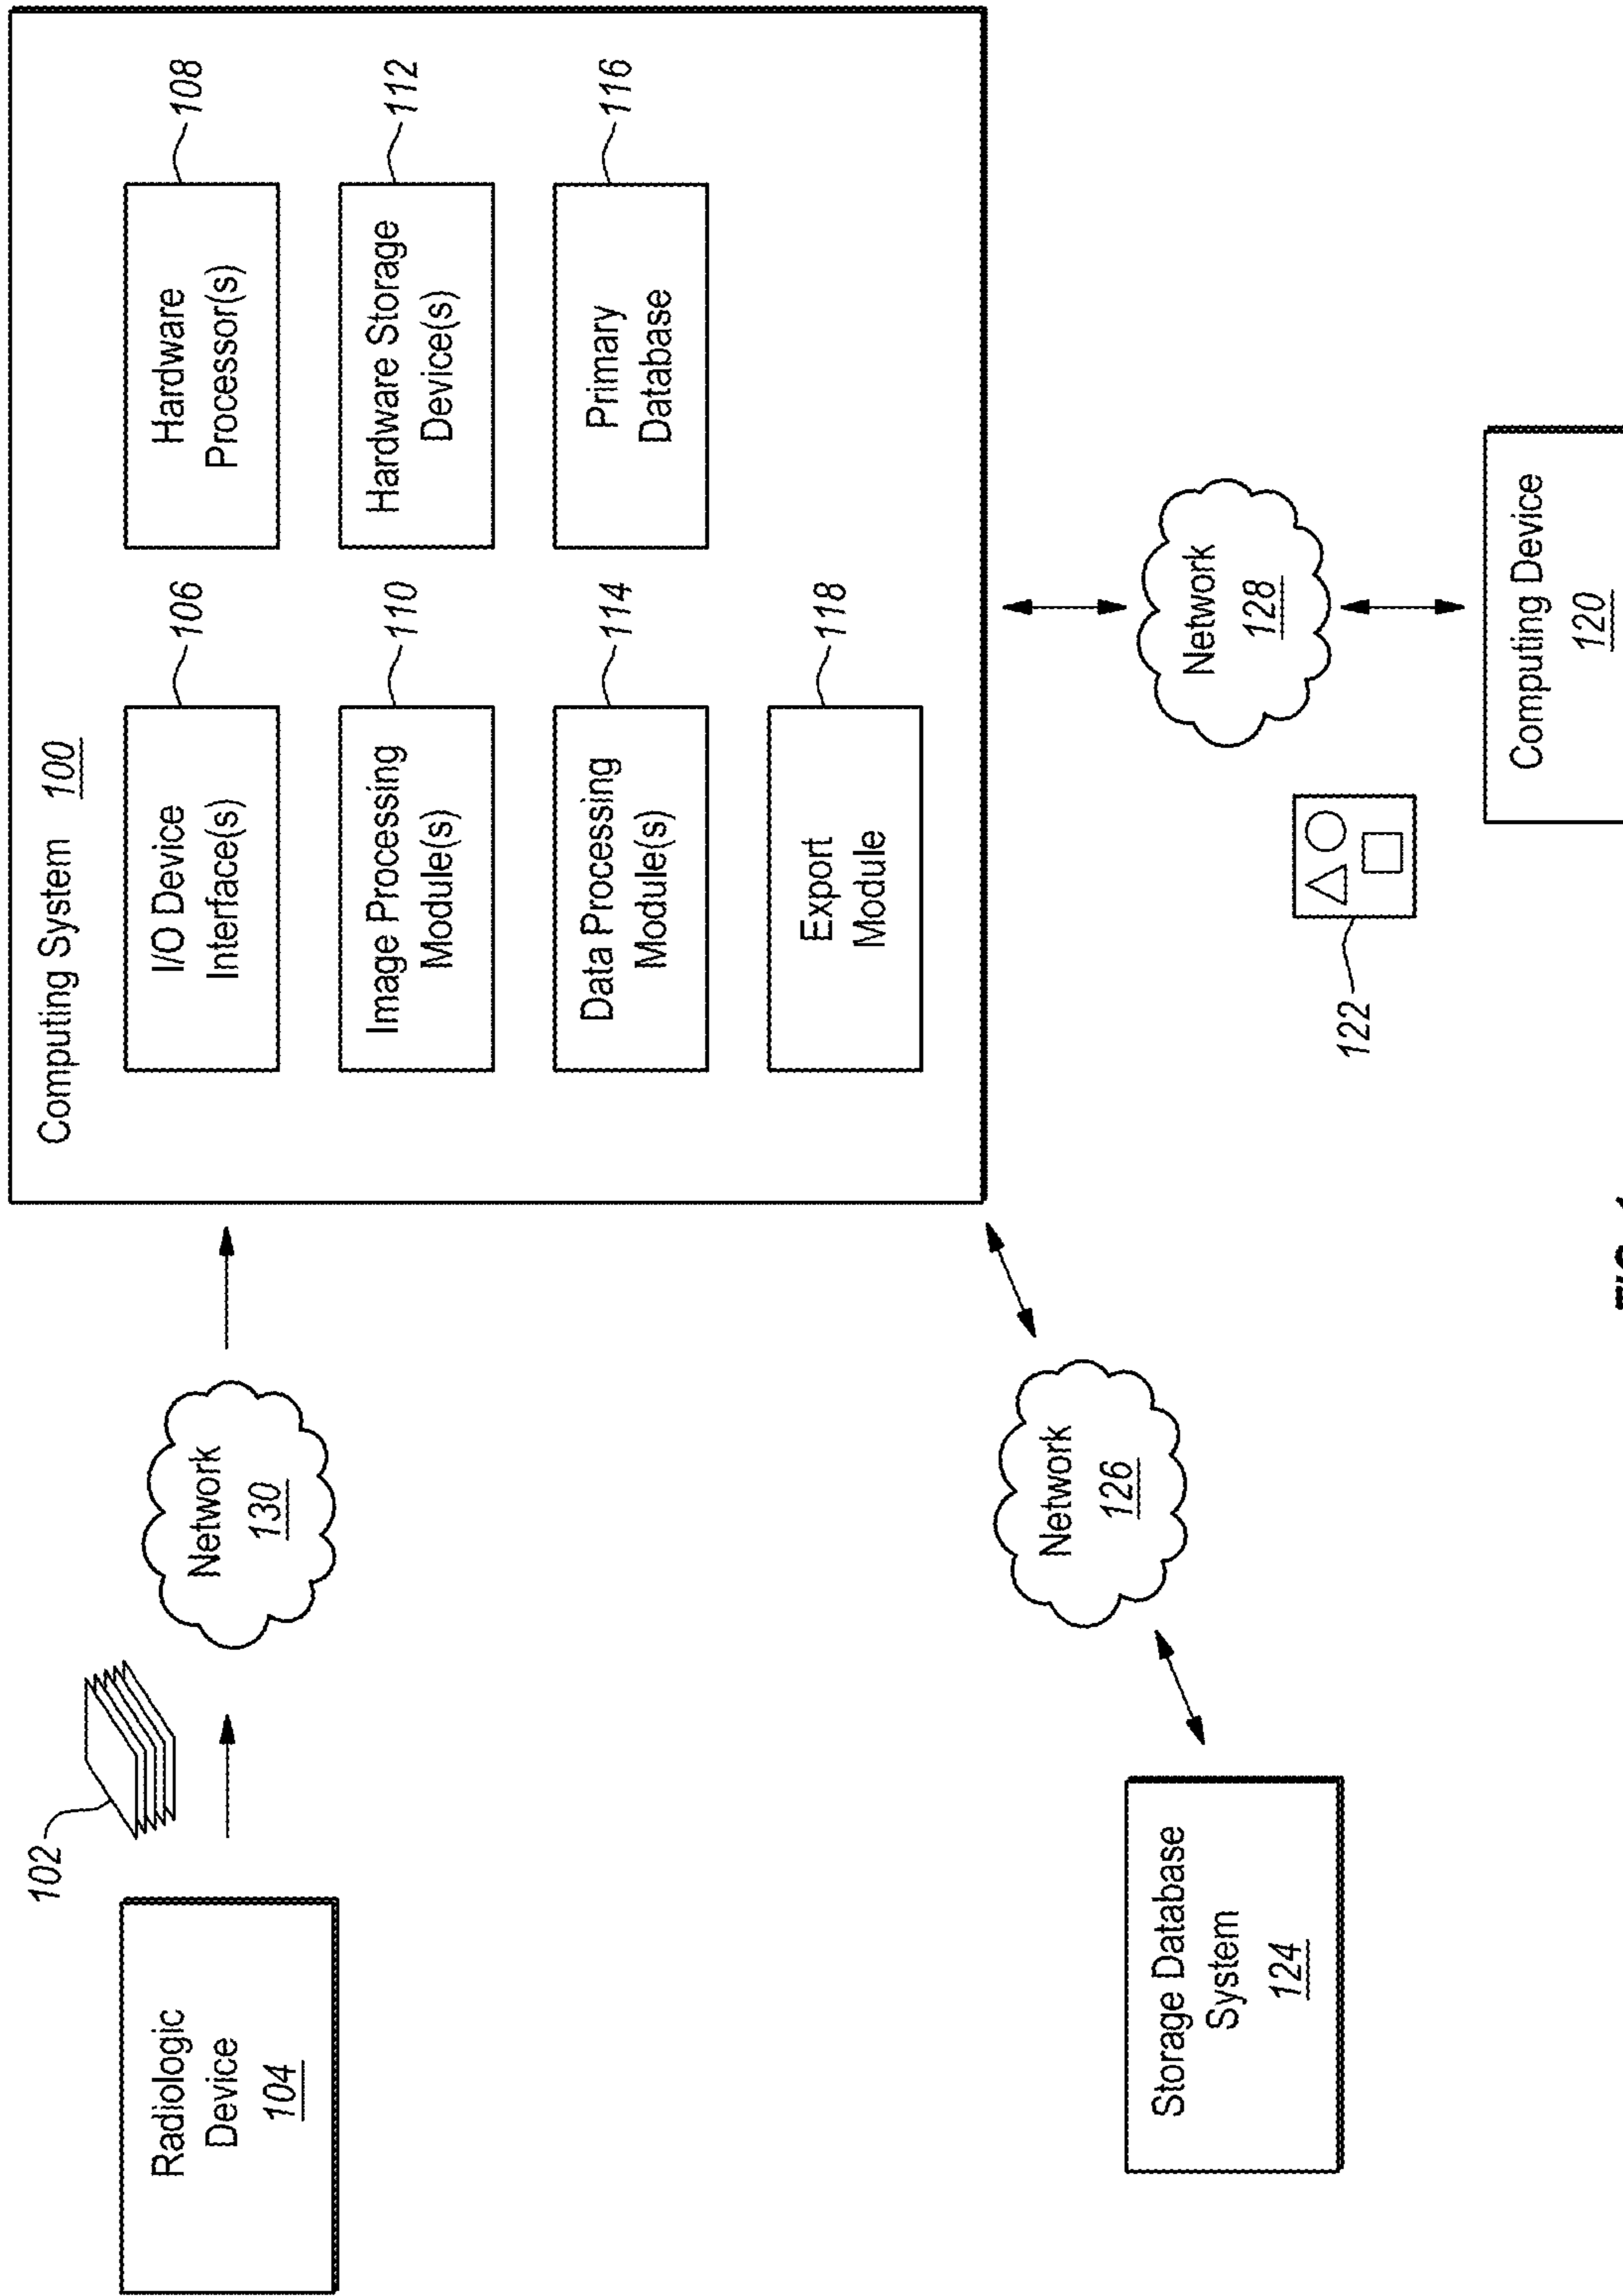 Computing System 100
I/O Device
Interface(s)
106
Hardware
Processor(s)
108
Image Processing
Module(s)
110
Hardware Storage
Device(s)
112
Data Processing
Module(s)
114
Primary
Database
116
Export
Module
118
102
Radiologic
Device
104
Network
130
Network
126
Storage Database
System
124
Network
128
122
Computing Device
120